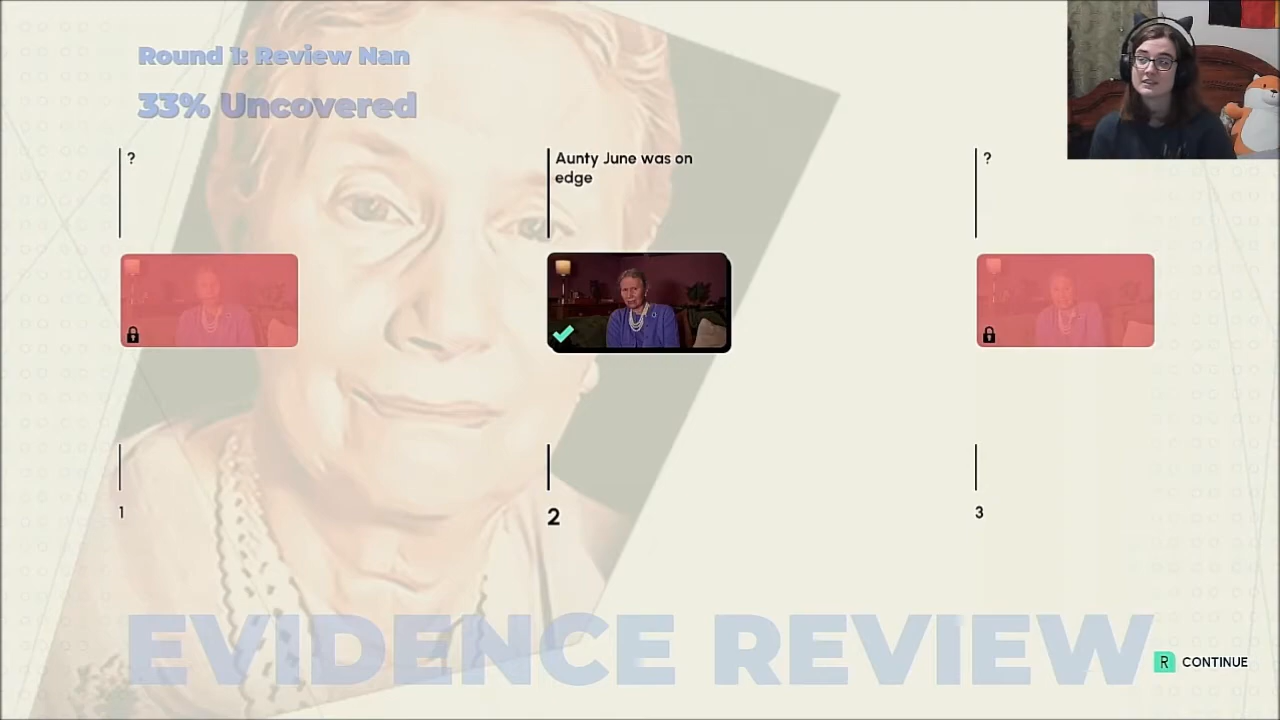 Round 1: Review Nan
33% Uncovered
?
Aunty June was on
edge
?
1
2
3
EVIDENCE REVIEW
R CONTINUE